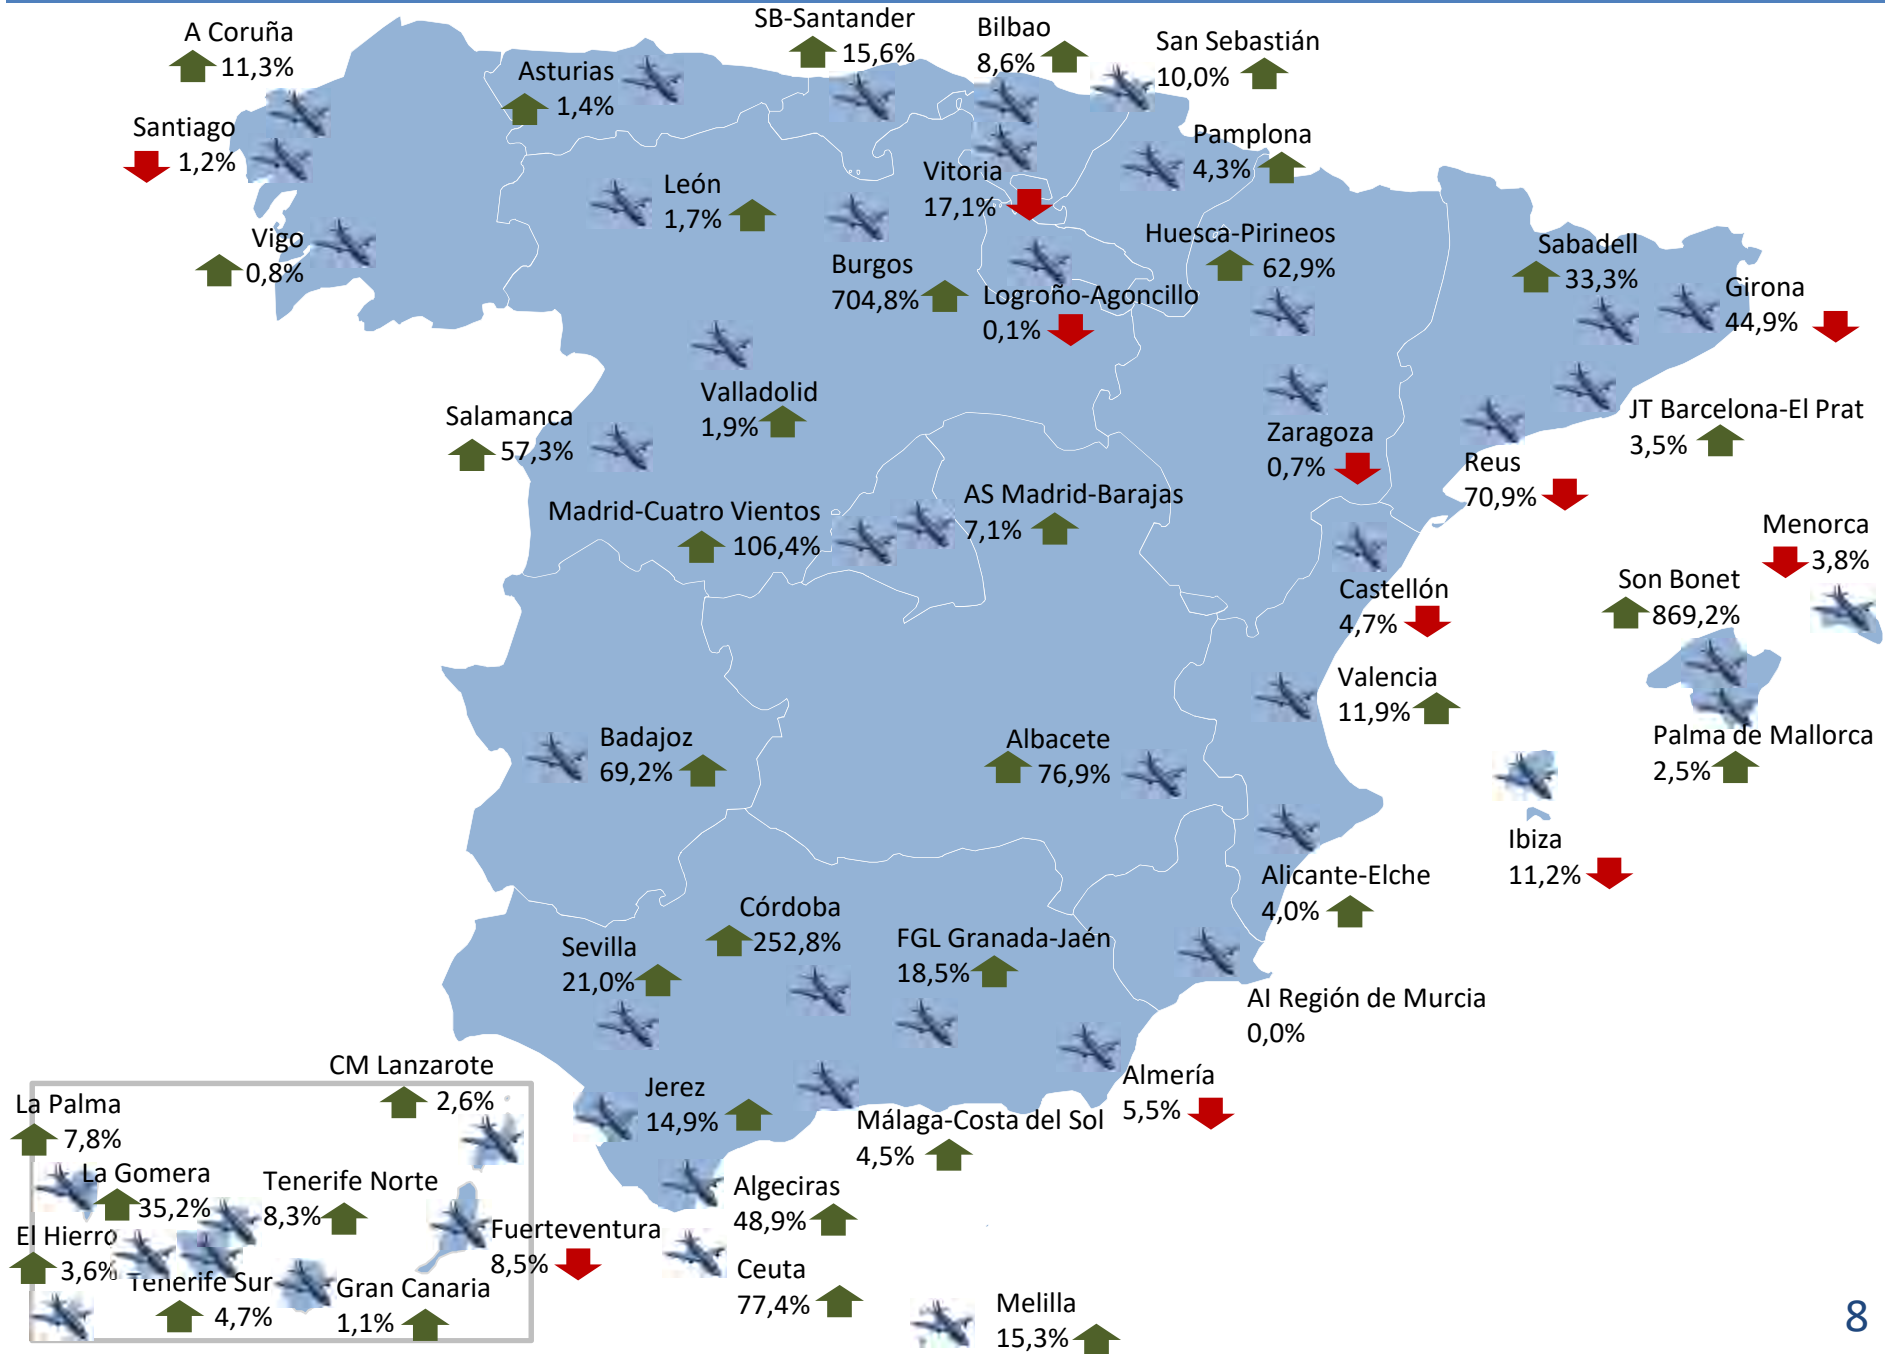 A Coruña
11,3%
SB-Santander
15,6%
Bilbao
8,6%
San Sebastián
10,0%
Asturias
1,4%
Santiago
1,2%
Pamplona
4,3%
León
1,7%
Vitoria
17,1%
Vigo
0,8%
Burgos
704,8%
Logroño-Agoncillo
0,1%
Huesca-Pirineos
62,9%
Sabadell
33,3%
Girona
44,9%
Valladolid
1,9%
Salamanca
57,3%
Zaragoza
0,7%
JT Barcelona-El Prat
3,5%
Reus
70,9%
Madrid-Cuatro Vientos
106,4%
AS Madrid-Barajas
7,1%
Menorca
3,8%
Son Bonet
869,2%
Castellón
4,7%
Valencia
11,9%
Palma de Mallorca
2,5%
Badajoz
69,2%
Albacete
76,9%
Ibiza
11,2%
Alicante-Elche
4,0%
Córdoba
252,8%
Sevilla
21,0%
FGL Granada-Jaén
18,5%
AI Región de Murcia
0,0%
Almería
5,5%
Jerez
14,9%
Málaga-Costa del Sol
4,5%
CM Lanzarote
2,6%
La Palma
7,8%
La Gomera
35,2%
Tenerife Norte
8,3%
El Hierro
3,6%
Tenerife Sur
4,7%
Gran Canaria
1,1%
Fuerteventura
8,5%
Algeciras
48,9%
Ceuta
77,4%
Melilla
15,3%
8